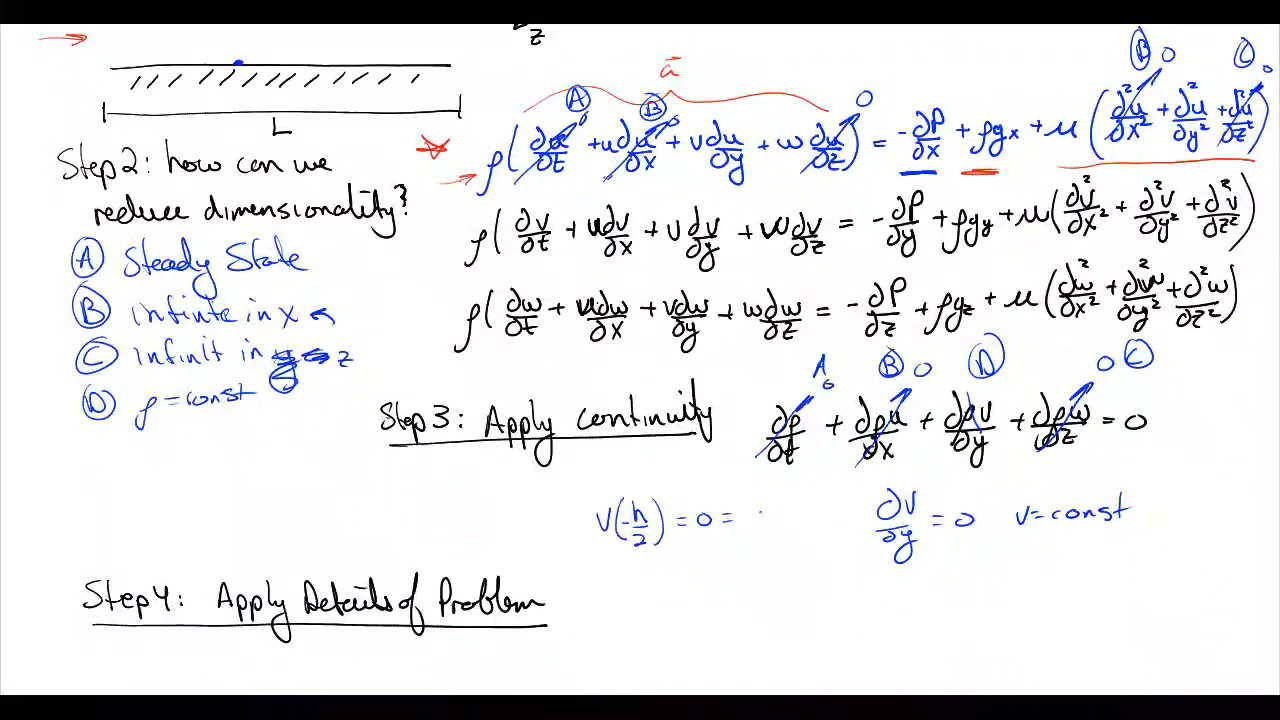 z
L
Step 2: how can we
reduce dimensionality?
(A) Steady State
(B) infinite in x
(C) infinit in z
(D) ρ = const
a⃗
(A) 0 (B) 0 0 (B) 0 (C) 0
ρ(∂u/∂t + u∂u/∂x + v∂u/∂y + w∂u/∂z) = -∂P/∂x + ρgx + μ(∂²u/∂x² + ∂²u/∂y² + ∂²u/∂z²)
ρ(∂v/∂t + u∂v/∂x + v∂v/∂y + w∂v/∂z) = -∂P/∂y + ρgy + μ(∂²v/∂x² + ∂²v/∂y² + ∂²v/∂z²)
ρ(∂w/∂t + u∂w/∂x + v∂w/∂y + w∂w/∂z) = -∂P/∂z + ρgz + μ(∂²w/∂x² + ∂²w/∂y² + ∂²w/∂z²)
A 0 (B) 0 (D) 0 (C)
Step 3: Apply continuity ∂ρ/∂t + ∂ρu/∂x + ∂ρv/∂y + ∂ρw/∂z = 0
v(-h/2) = 0 = ∂v/∂y = 0 v = const
Step 4: Apply Details of Problem